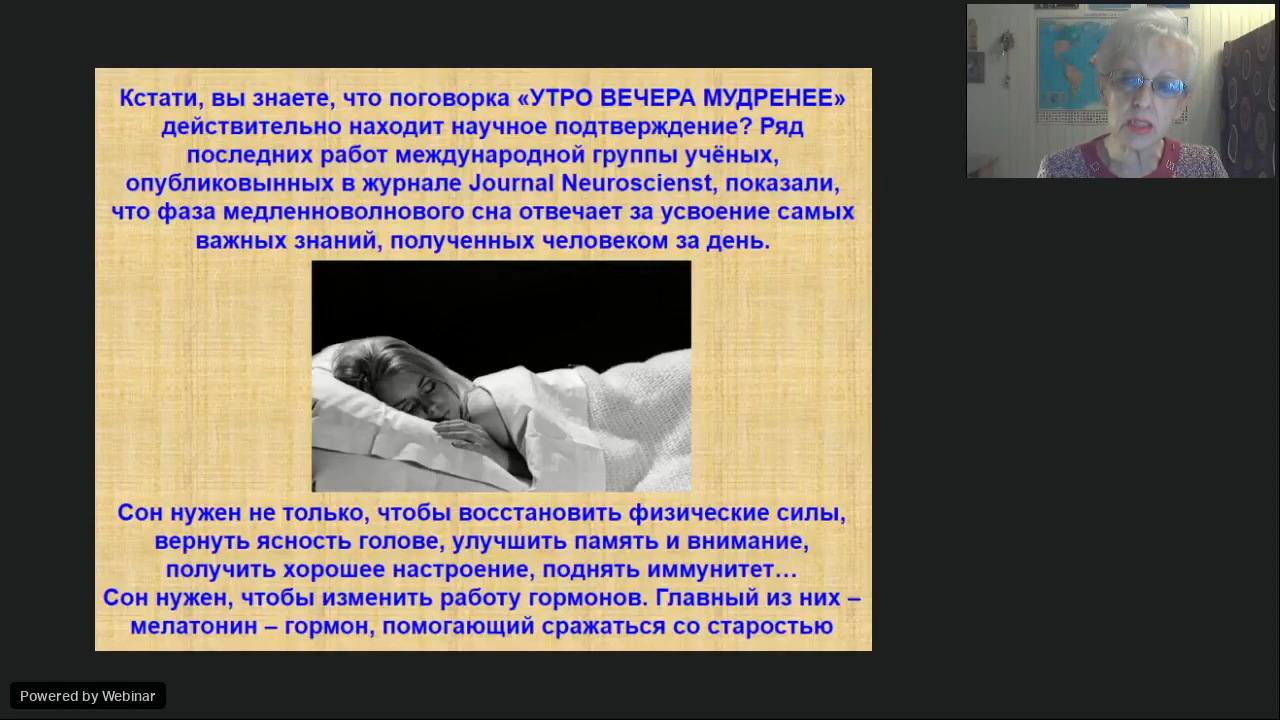 Кстати, вы знаете, что поговорка «УТРО ВЕЧЕРА МУДРЕНЕЕ»
действительно находит научное подтверждение? Ряд
последних работ международной группы учёных,
опубликовынных в журнале Journal Neuroscienst, показали,
что фаза медленноволнового сна отвечает за усвоение самых
важных знаний, полученных человеком за день.
Сон нужен не только, чтобы восстановить физические силы,
вернуть ясность голове, улучшить память и внимание,
получить хорошее настроение, поднять иммунитет…
Сон нужен, чтобы изменить работу гормонов. Главный из них –
мелатонин – гормон, помогающий сражаться со старостью
Powered by Webinar